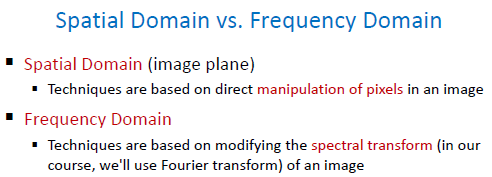 Spatial Domain vs. Frequency Domain
▪ Spatial Domain (image plane)
▪ Techniques are based on direct manipulation of pixels in an image
▪ Frequency Domain
▪ Techniques are based on modifying the spectral transform (in our
course, we'll use Fourier transform) of an image